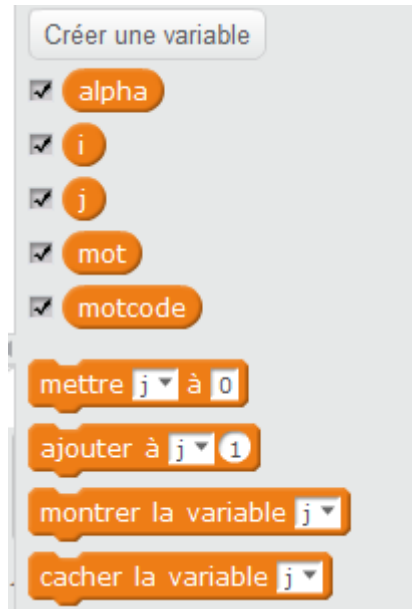 Créer une variable
alpha
i
j
mot
motcode
mettre j à 0
ajouter à j 1
montrer la variable j
cacher la variable j